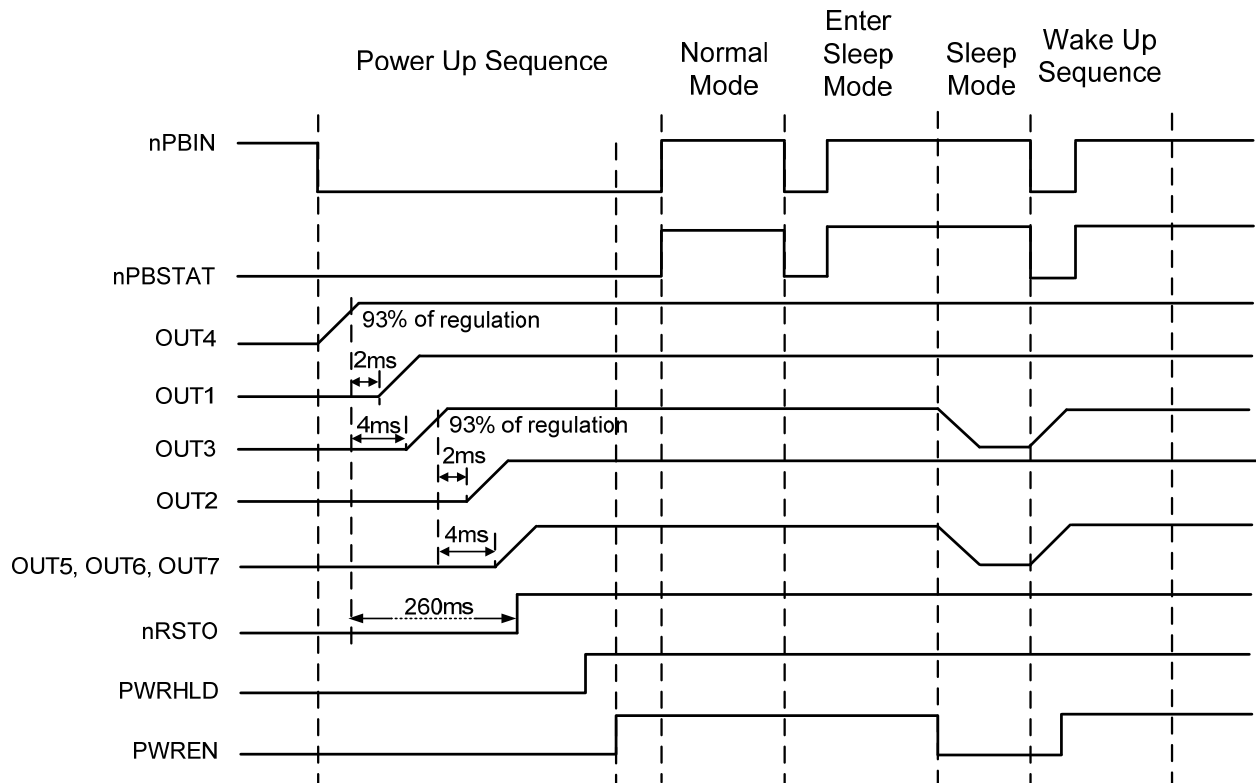 Power Up Sequence
Normal
Mode
Enter
Sleep
Mode
Sleep
Mode
Wake Up
Sequence
nPBIN
nPBSTAT
OUT4
93% of regulation
2ms
OUT1
4ms
93% of regulation
OUT3
2ms
OUT2
4ms
OUT5, OUT6, OUT7
260ms
nRSTO
PWRHLD
PWREN